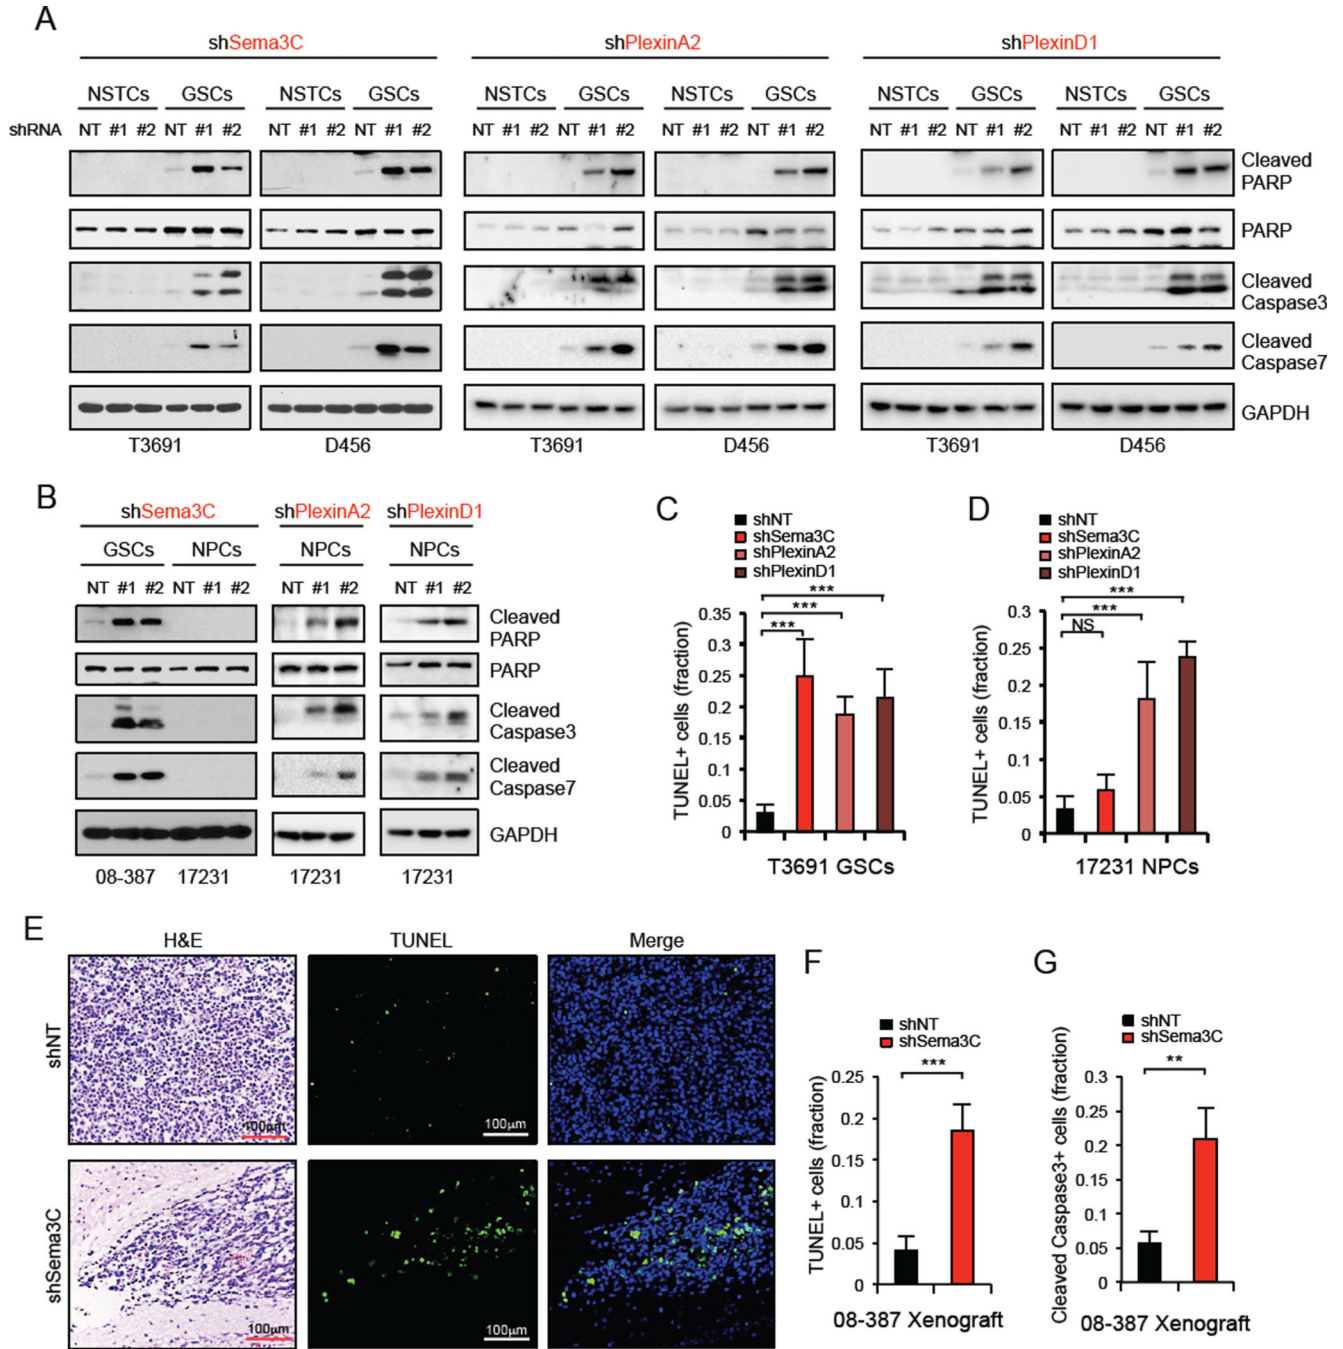 A
shSema3C shPlexinA2 shPlexinD1
NSTCs GSCs NSTCs GSCs NSTCs GSCs NSTCs GSCs NSTCs GSCs NSTCs GSCs
shRNA NT #1 #2 NT #1 #2 NT #1 #2 NT #1 #2 NT #1 #2 NT #1 #2 NT #1 #2 NT #1 #2 NT #1 #2 NT #1 #2 NT #1 #2 NT #1 #2
Cleaved
PARP
PARP
Cleaved
Caspase3
Cleaved
Caspase7
GAPDH
T3691 D456 T3691 D456 T3691 D456
B
shSema3C shPlexinA2 shPlexinD1
GSCs NPCs NPCs NPCs
NT #1 #2 NT #1 #2 NT #1 #2 NT #1 #2
Cleaved
PARP
PARP
Cleaved
Caspase3
Cleaved
Caspase7
GAPDH
08-387 17231 17231 17231
C
shNT
shSema3C
shPlexinA2
shPlexinD1
***
***
***
TUNEL+ cells (fraction)
0.35
0.3
0.25
0.2
0.15
0.1
0.05
0
T3691 GSCs
D
shNT
shSema3C
shPlexinA2
shPlexinD1
***
***
NS
TUNEL+ cells (fraction)
0.3
0.25
0.2
0.15
0.1
0.05
0
17231 NPCs
E
H&E TUNEL Merge
shNT
100µm 100µm
shSema3C
100µm 100µm
F
shNT
shSema3C
***
TUNEL+ cells (fraction)
0.25
0.2
0.15
0.1
0.05
0
08-387 Xenograft
G
shNT
shSema3C
**
Cleaved Caspase3+ cells (fraction)
0.3
0.25
0.2
0.15
0.1
0.05
0
08-387 Xenograft